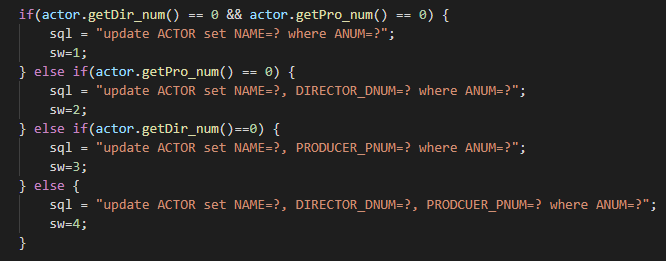 if(actor.getDir_num() == 0 && actor.getPro_num() == 0) {
sql = "update ACTOR set NAME=? where ANUM=?";
sw=1;
} else if(actor.getPro_num() == 0) {
sql = "update ACTOR set NAME=?, DIRECTOR_DNUM=? where ANUM=?";
sw=2;
} else if(actor.getDir_num()==0) {
sql = "update ACTOR set NAME=?, PRODUCER_PNUM=? where ANUM=?";
sw=3;
} else {
sql = "update ACTOR set NAME=?, DIRECTOR_DNUM=?, PRODCUER_PNUM=? where ANUM=?";
sw=4;
}